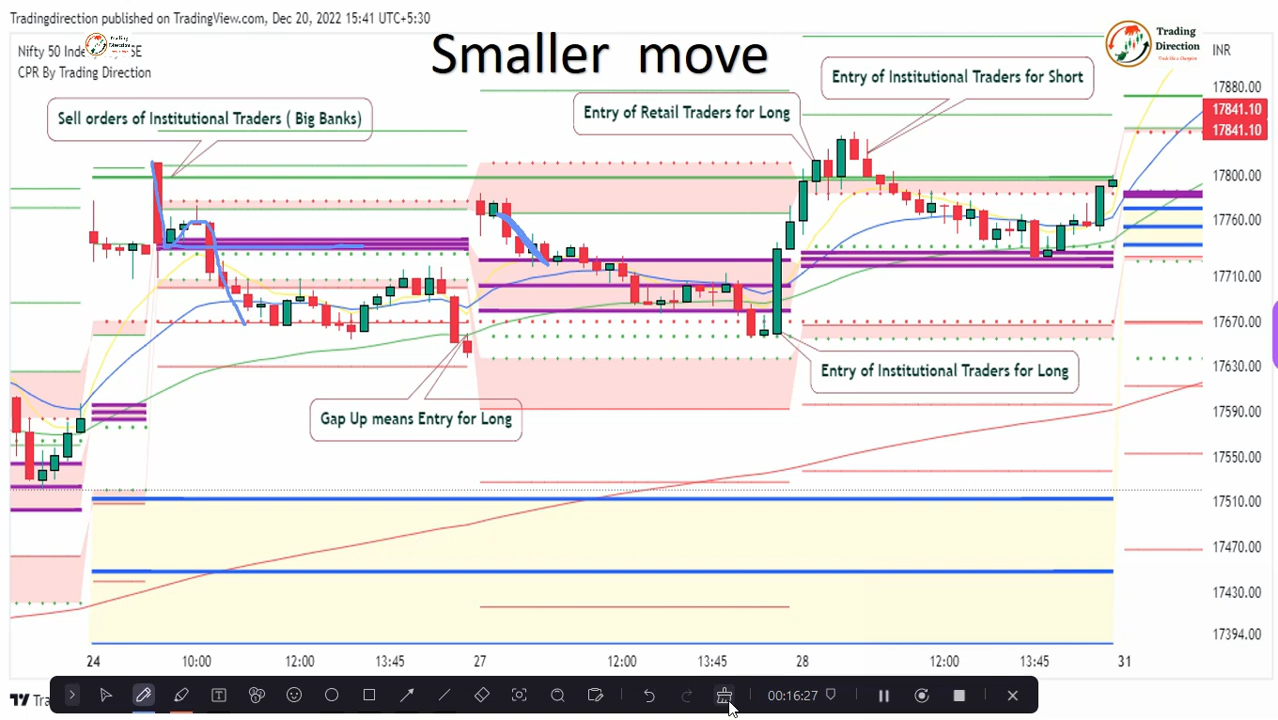 Tradingdirection published on TradingView.com, Dec 20, 2022 15:41 UTC+5:30
Smaller move
Trading
Direction
INR
Nifty 50
CPR By Trading Direction
Entry of Institutional Traders for Short
Entry of Retail Traders for Long
Sell orders of Institutional Traders ( Big Banks)
17880.00
17841.10
17841.10
17800.00
17760.00
17710.00
17670.00
17630.00
17590.00
17550.00
17510.00
17470.00
17430.00
17394.00
Entry of Institutional Traders for Long
Gap Up means Entry for Long
24
10:00
12:00
13:45
27
12:00
13:45
28
12:00
13:45
31
00:16:27